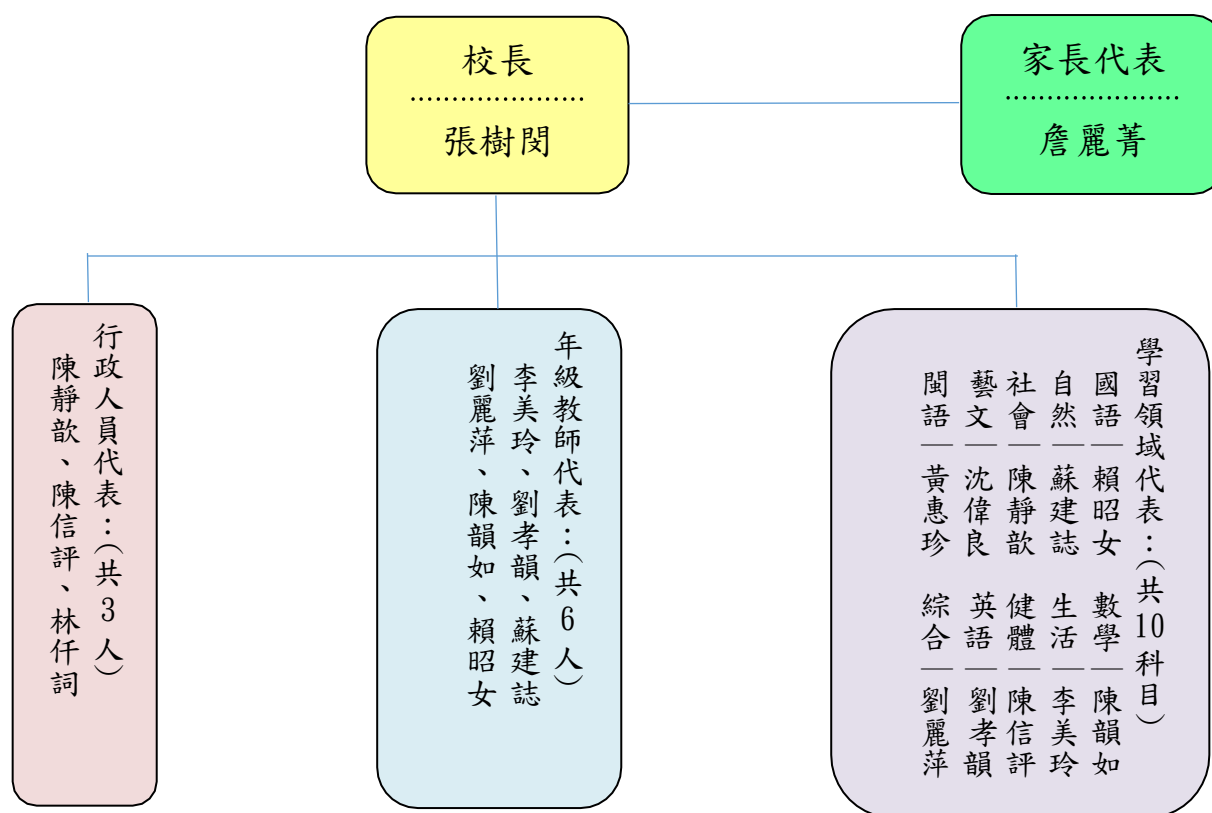 校長
張樹閔
家長代表
詹麗菁
行政人員代表：（共3人）
陳靜歆、陳信評、林仟詞
年級教師代表：（共6人）
李美玲、劉孝韻、蘇建誌
劉麗萍、陳韻如、賴昭女
學習領域代表：（共10科目）
國語｜賴昭女 數學｜陳韻如
自然｜蘇建誌 生活｜李美玲
社會｜陳靜歆 健體｜陳信評
藝文｜沈偉良 英語｜劉孝韻
閩語｜黃惠珍 綜合｜劉麗萍